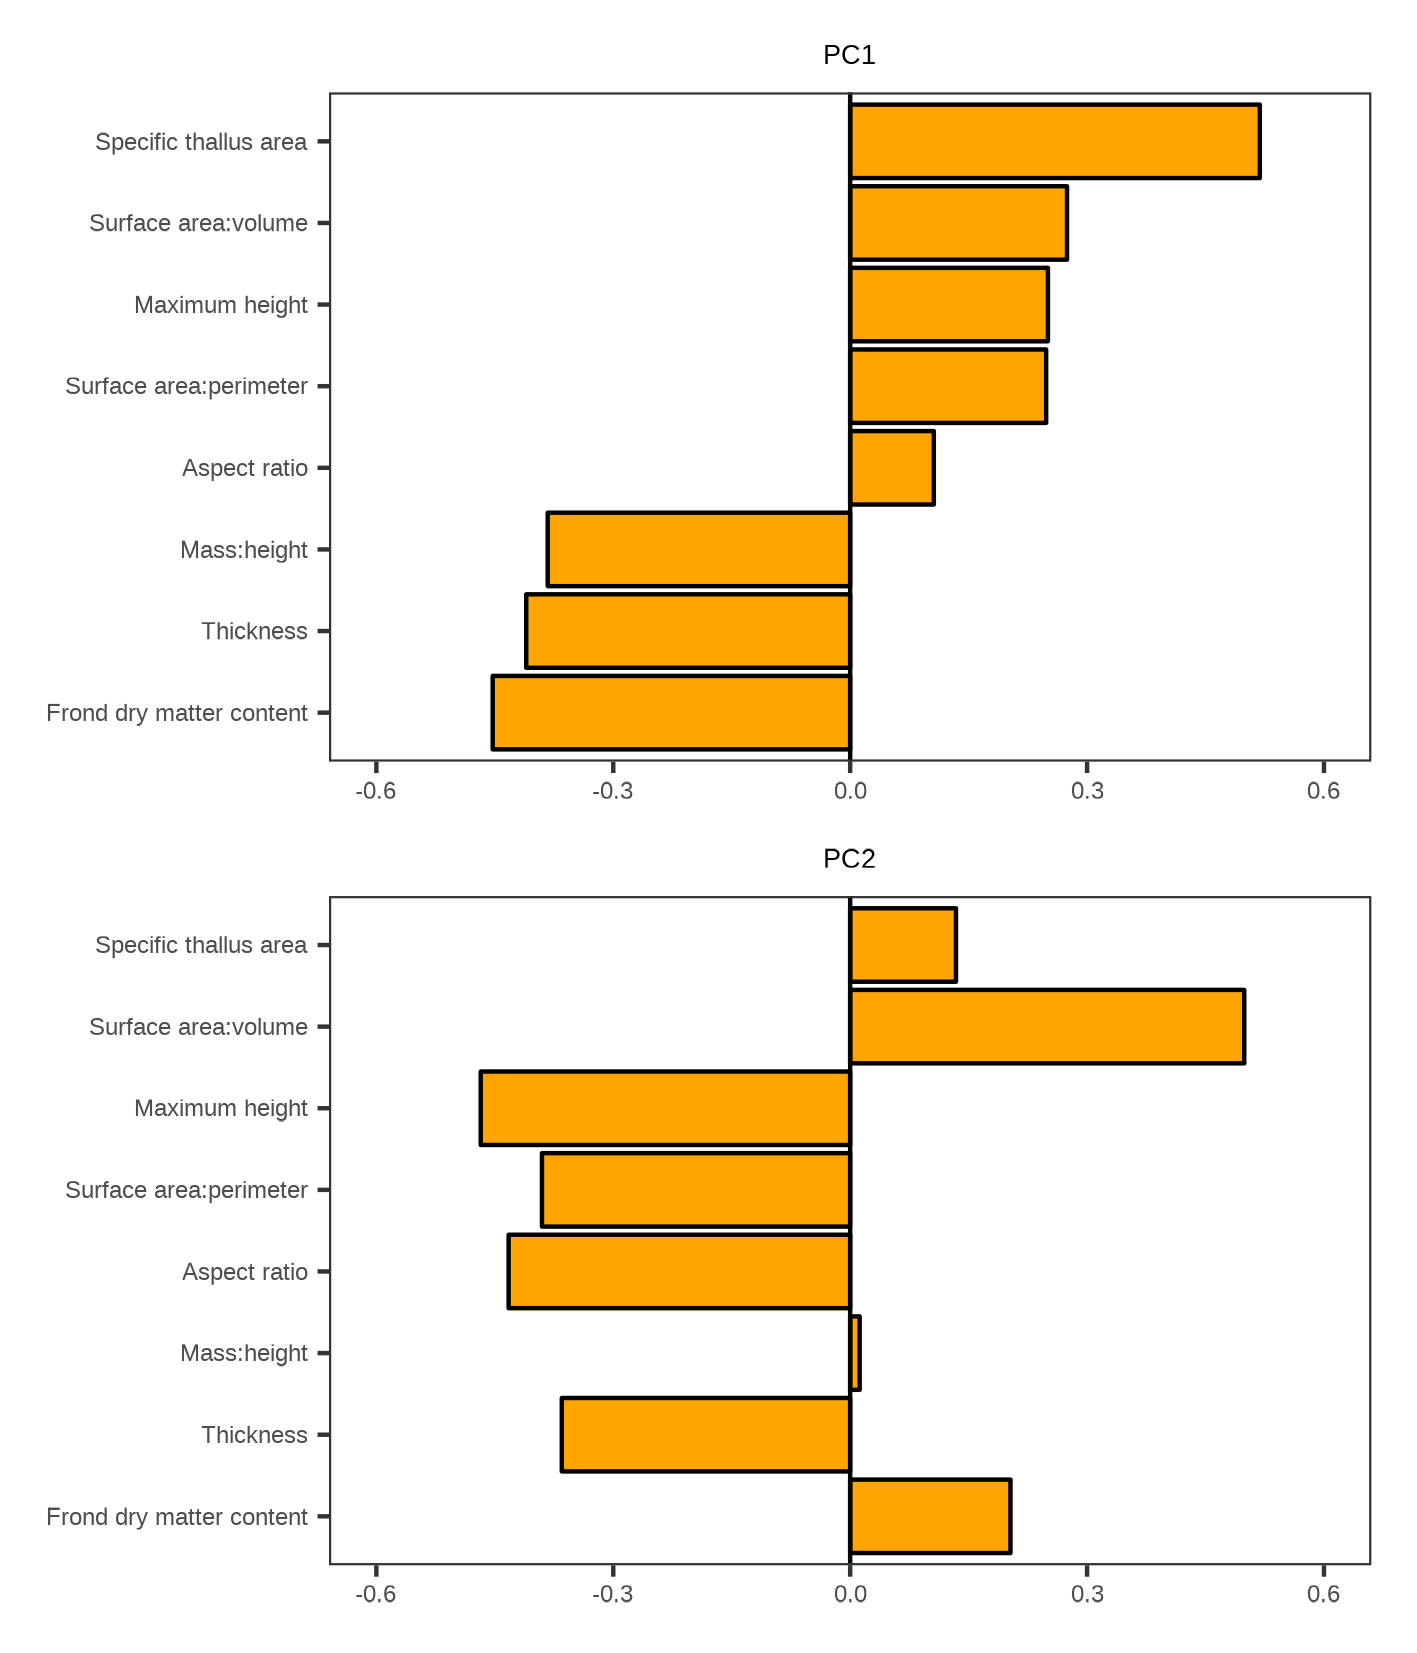 PC1
Specific thallus area
Surface area:volume
Maximum height
Surface area:perimeter
Aspect ratio
Mass:height
Thickness
Frond dry matter content
-0.6 -0.3 0.0 0.3 0.6
PC2
Specific thallus area
Surface area:volume
Maximum height
Surface area:perimeter
Aspect ratio
Mass:height
Thickness
Frond dry matter content
-0.6 -0.3 0.0 0.3 0.6